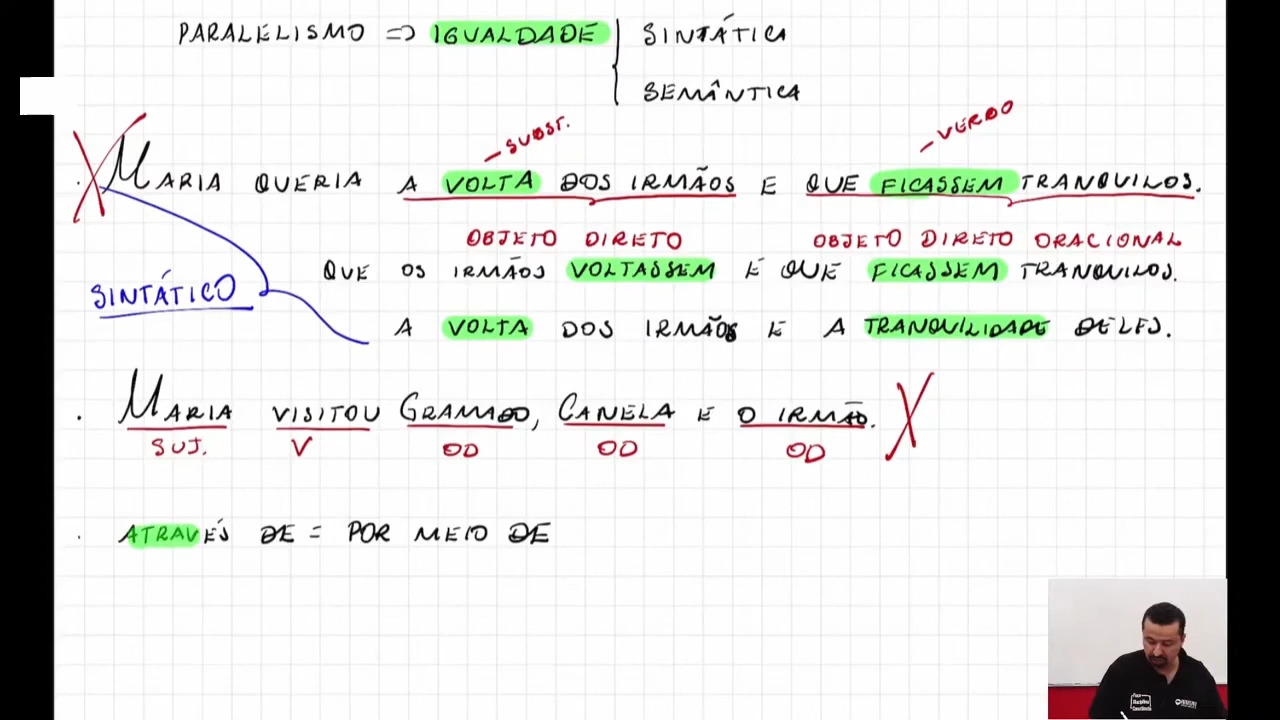 PARALELISMO => IGUALDADE { SINTÁTICA
SEMÂNTICA
-SUBST.
-VERBO
X
. MARIA QUERIA A VOLTA DOS IRMÃOS E QUE FICASSEM TRANQUILOS.
OBJETO DIRETO
OBJETO DIRETO ORACIONAL
QUE OS IRMÃOS VOLTASSEM E QUE FICASSEM TRANQUILOS.
SINTÁTICO
A VOLTA DOS IRMÃOS E A TRANQUILIDADE DELES.
. MARIA VISITOU GRAMADO, CANELA E O IRMÃO. X
SUJ. V OD OD OD
. ATRAVÉS DE = POR MEIO DE